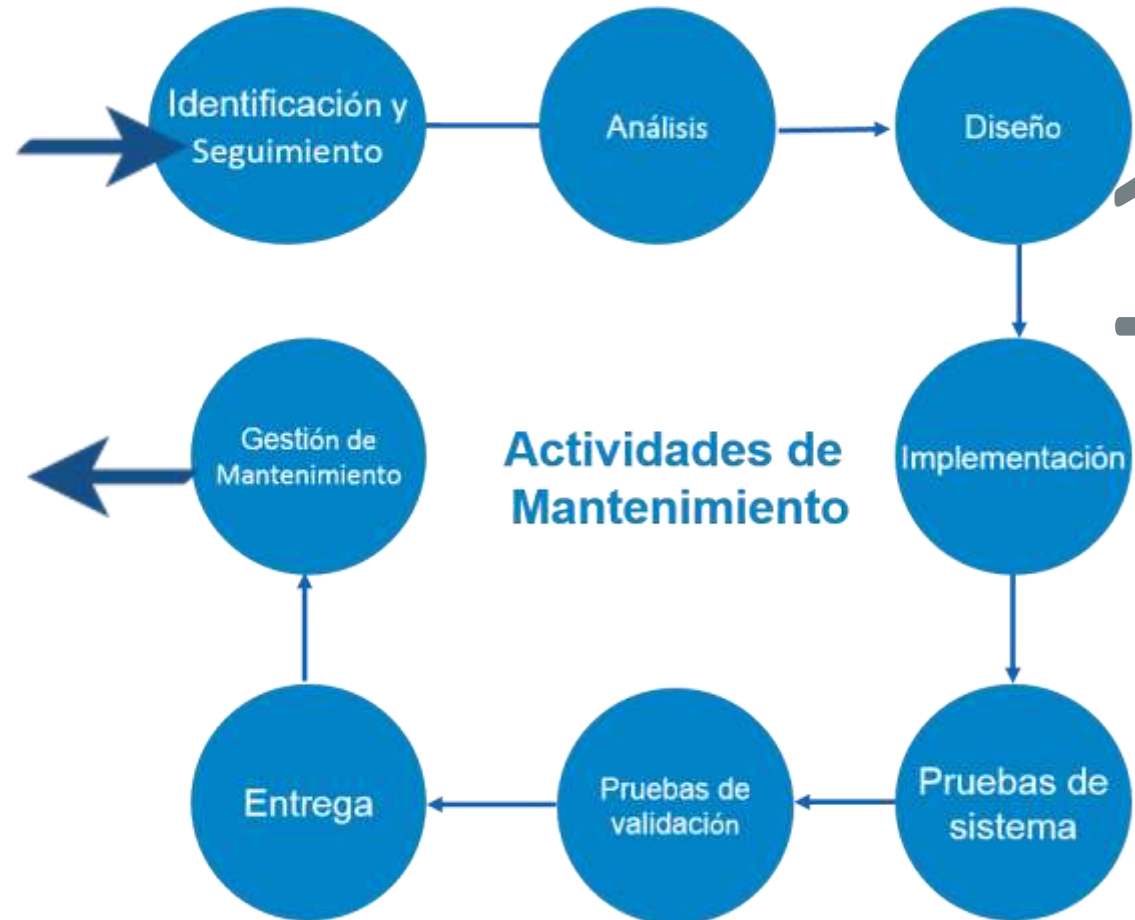 Identificación y
Seguimiento
Análisis
Diseño
Gestión de
Mantenimiento
Actividades de
Mantenimiento
Implementación
Entrega
Pruebas de
validación
Pruebas de
sistema